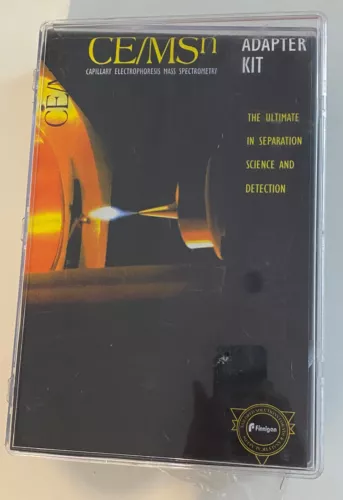 CE/MSn
CAPILLARY ELECTROPHORESIS MASS SPECTROMETRY
ADAPTER
KIT
CE/M
THE ULTIMATE
IN SEPARATION
SCIENCE AND
DETECTION
Finnigan